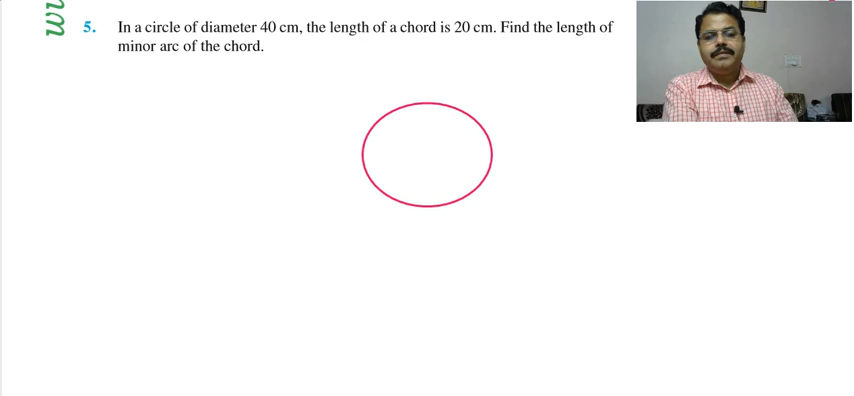 5. In a circle of diameter 40 cm, the length of a chord is 20 cm. Find the length of
minor arc of the chord.